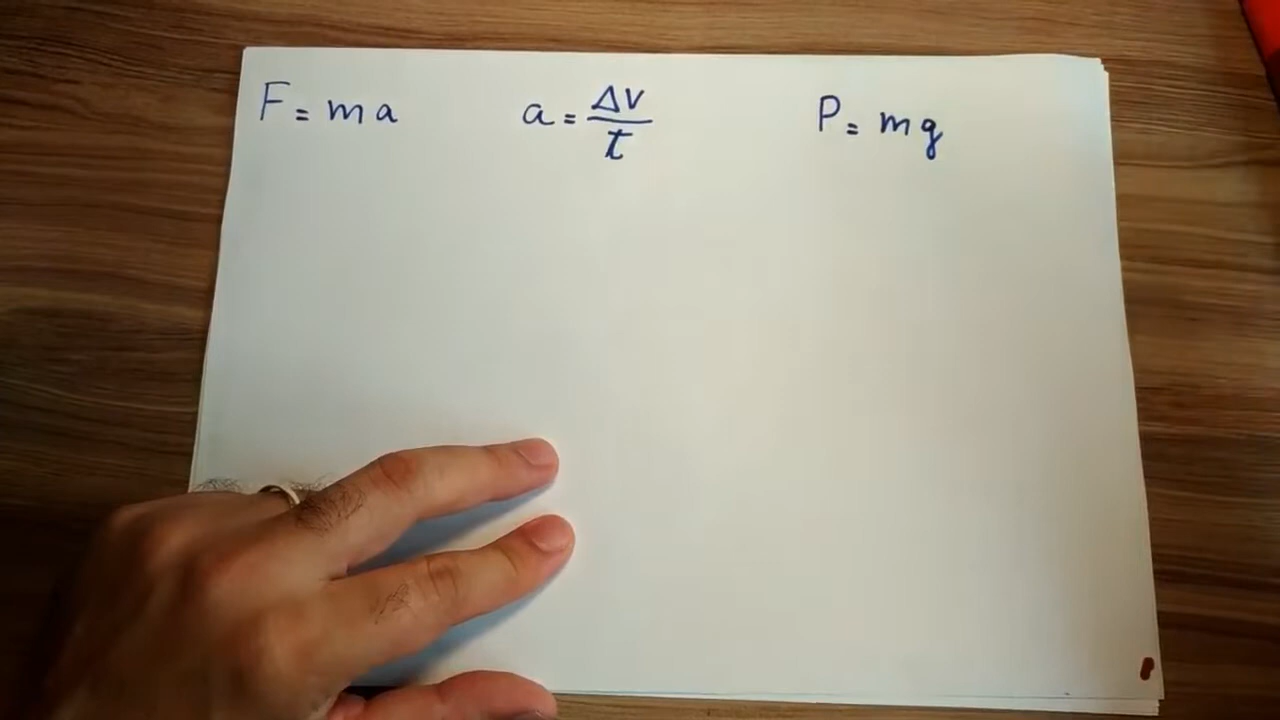 F = ma
a = Δv/t
P = mg